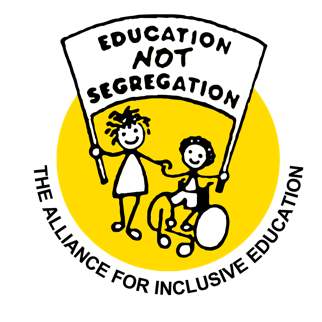 EDUCATION
NOT
SEGREGATION
THE ALLIANCE FOR INCLUSIVE EDUCATION